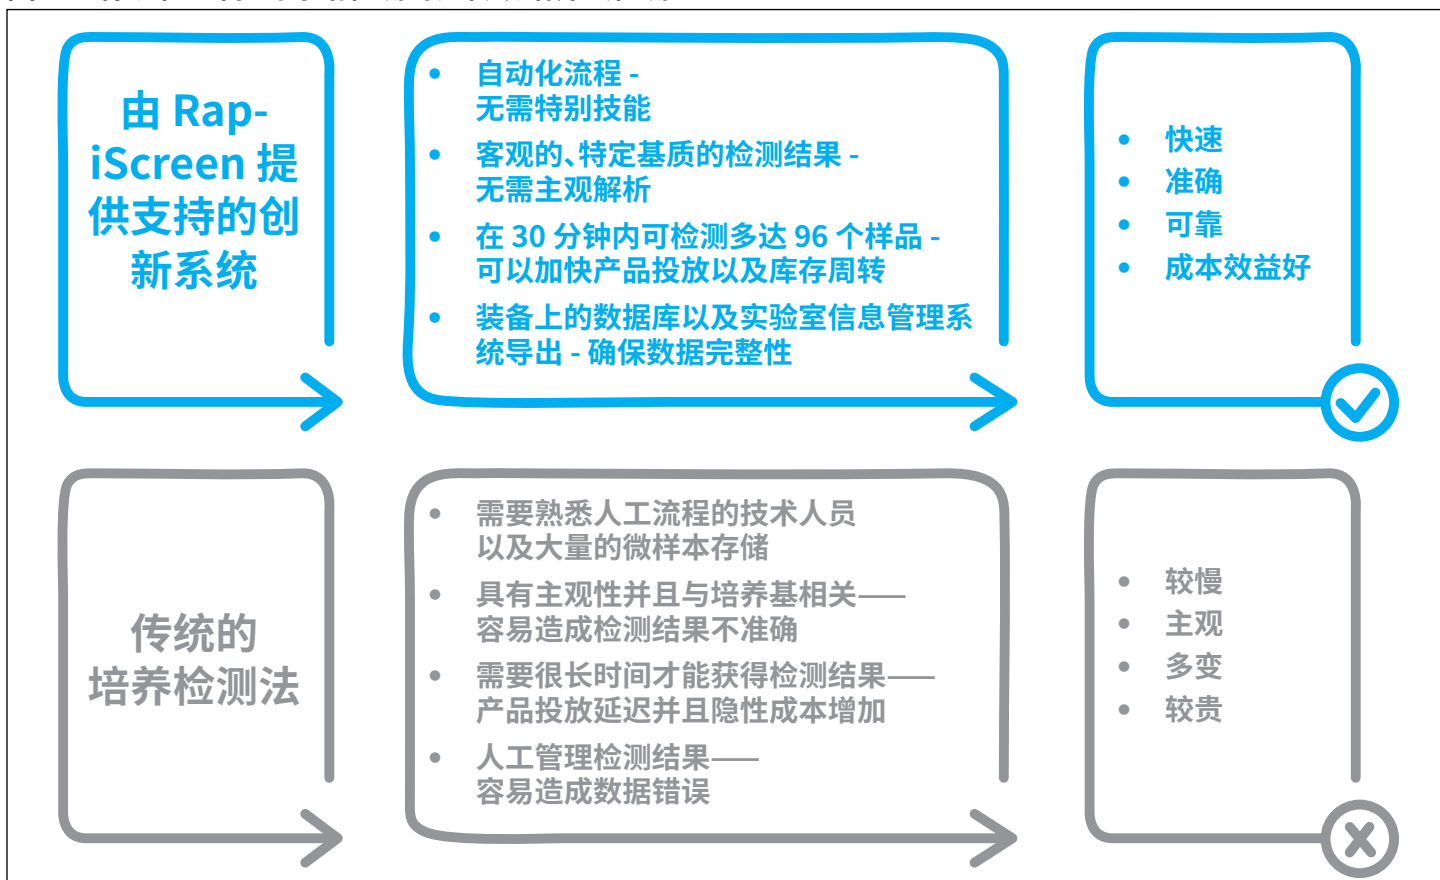 由 Rap-
iScreen 提
供支持的创
新系统
• 自动化流程 -
无需特别技能
• 客观的、特定基质的检测结果 -
无需主观解析
• 在 30 分钟内可检测多达 96 个样品 -
可以加快产品投放以及库存周转
• 装备上的数据库以及实验室信息管理系
统导出 - 确保数据完整性
• 快速
• 准确
• 可靠
• 成本效益好
传统的
培养检测法
• 需要熟悉人工流程的技术人员
以及大量的微样本存储
• 具有主观性并且与培养基相关——
容易造成检测结果不准确
• 需要很长时间才能获得检测结果——
产品投放延迟并且隐性成本增加
• 人工管理检测结果——
容易造成数据错误
• 较慢
• 主观
• 多变
• 较贵